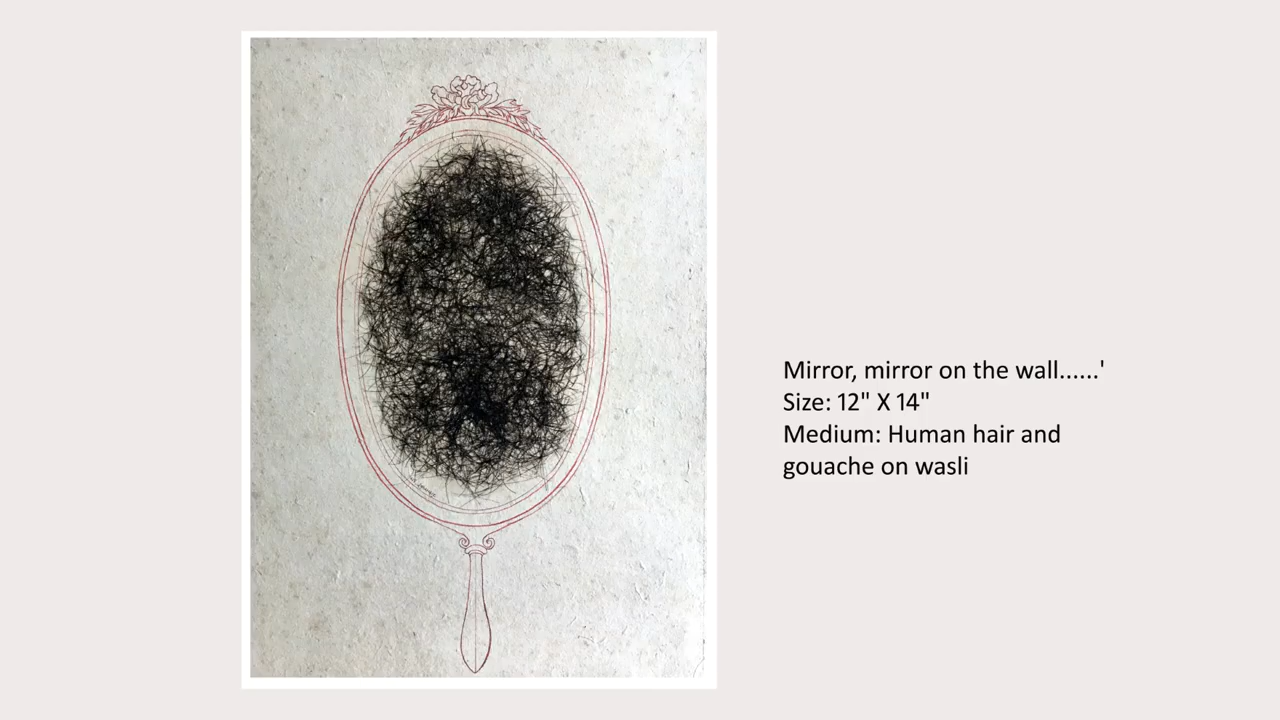 Mirror, mirror on the wall......'
Size: 12" X 14"
Medium: Human hair and
gouache on wasli